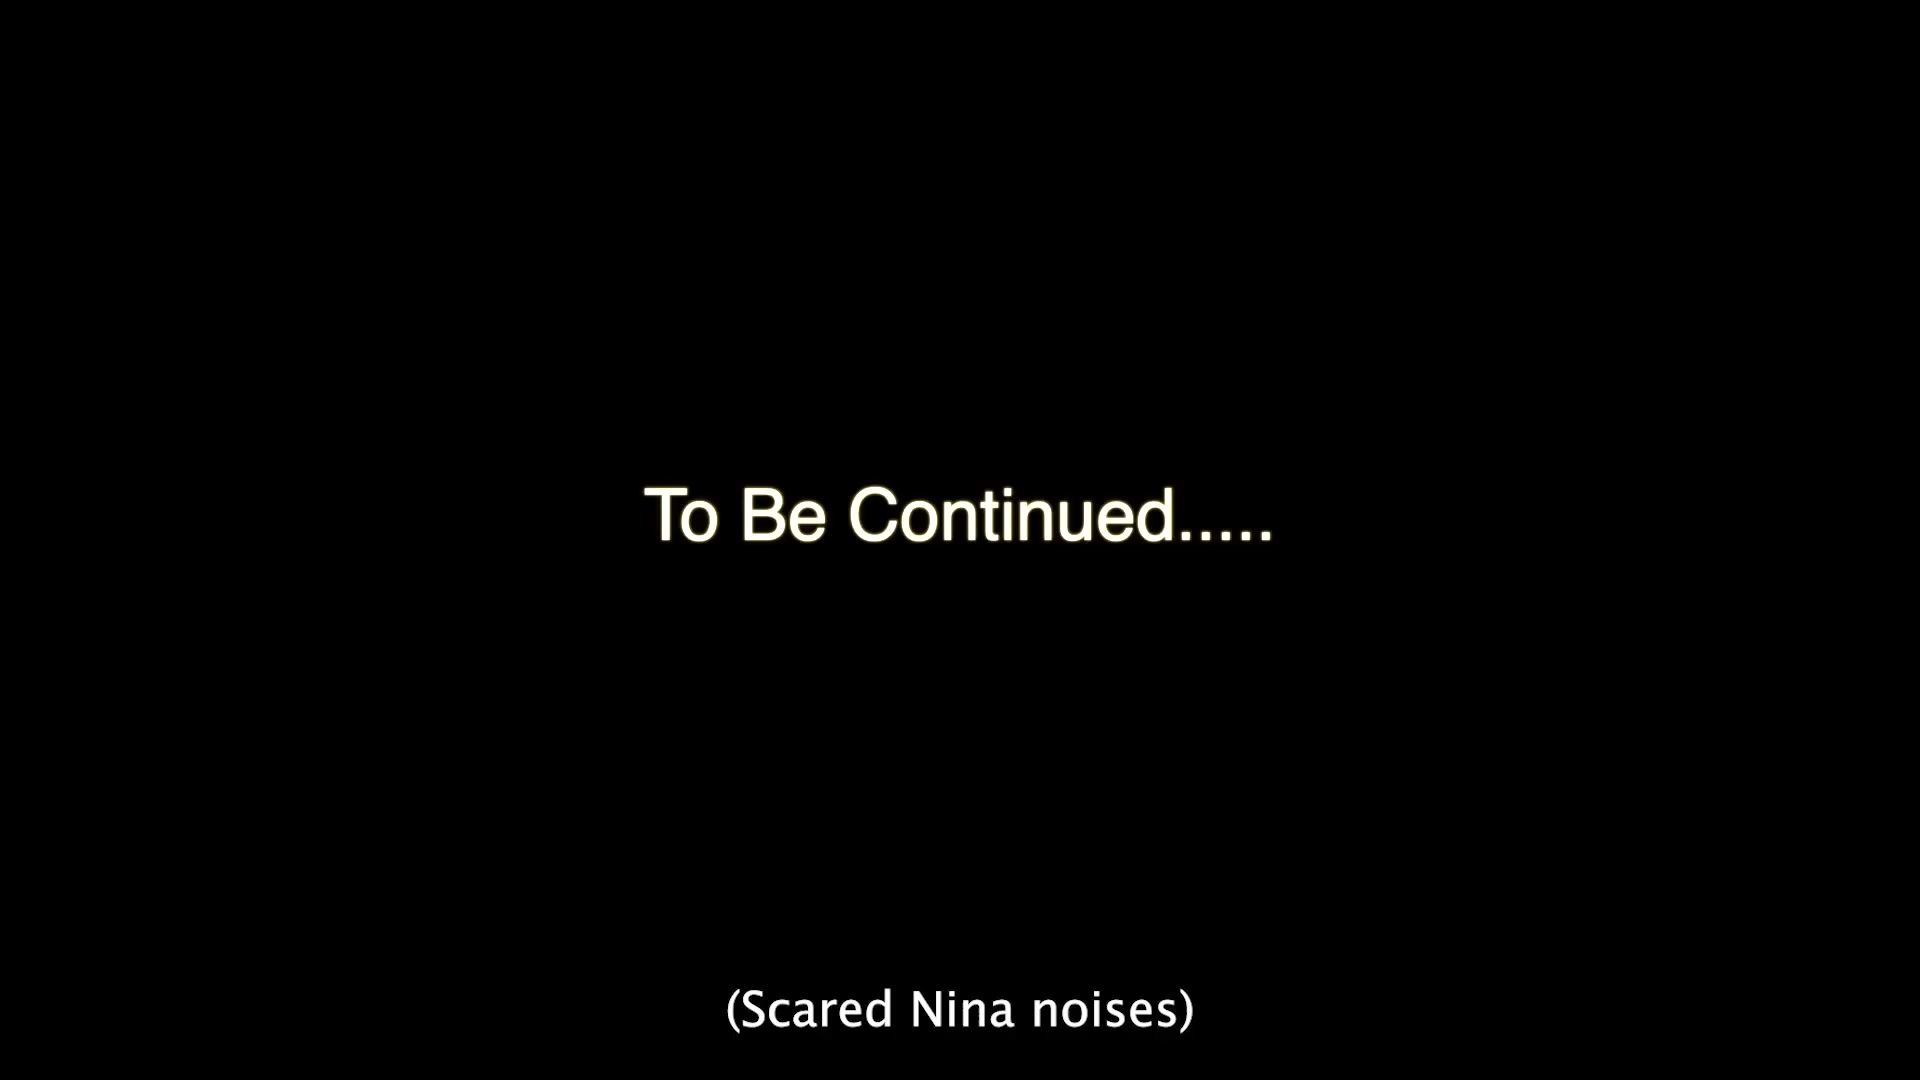 To Be Continued.....
(Scared Nina noises)